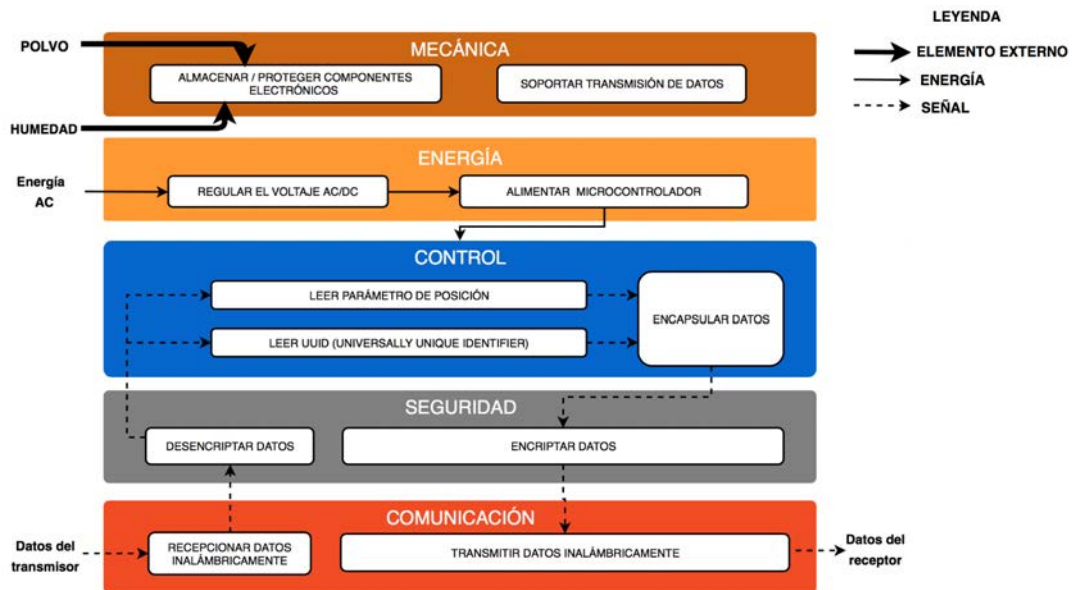 LEYENDA
ELEMENTO EXTERNO
ENERGÍA
SEÑAL
POLVO
HUMEDAD
MECÁNICA
ALMACENAR / PROTEGER COMPONENTES
ELECTRÓNICOS
SOPORTAR TRANSMISIÓN DE DATOS
ENERGÍA
Energía
AC
REGULAR EL VOLTAJE AC/DC
ALIMENTAR MICROCONTROLADOR
CONTROL
LEER PARÁMETRO DE POSICIÓN
LEER UUID (UNIVERSALLY UNIQUE IDENTIFIER)
ENCAPSULAR DATOS
SEGURIDAD
DESENCRIPTAR DATOS
ENCRIPTAR DATOS
COMUNICACIÓN
Datos del
transmisor
RECEPCIONAR DATOS
INALÁMBRICAMENTE
TRANSMITIR DATOS INALÁMBRICAMENTE
Datos del
receptor